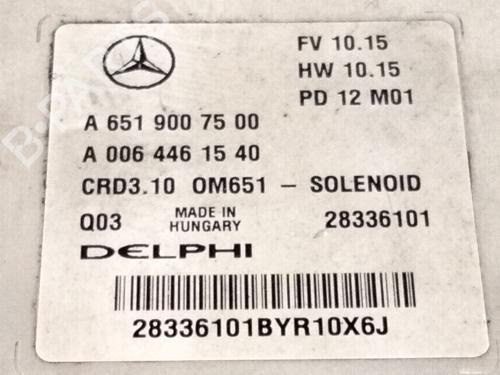 FV 10.15
HW 10.15
PD 12 M01
A 651 900 75 00
A 006 446 15 40
CRD3.10 OM651 - SOLENOID
Q03 MADE IN HUNGARY 28336101
DELPHI
28336101BYR10X6J
B-PARTS